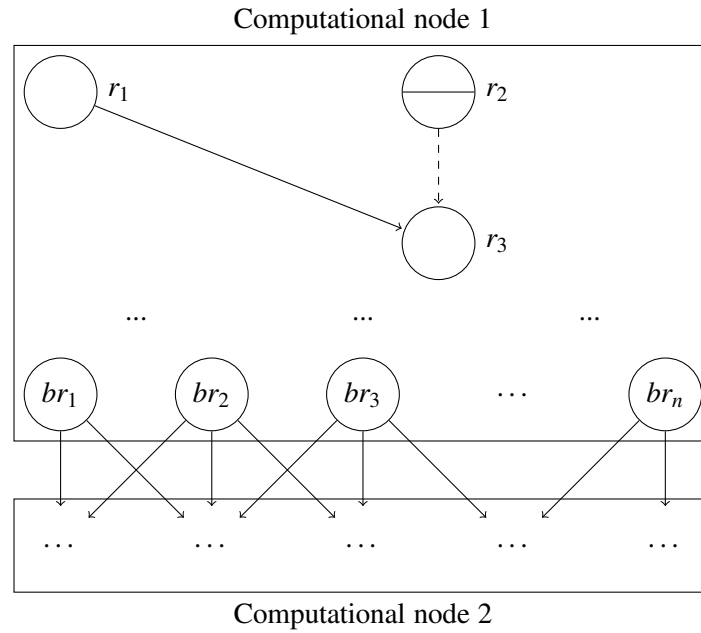 Computational node 1
r₁ r₂
r₃
... ... ...
br₁ br₂ br₃ ⋯ brₙ
⋯ ⋯ ⋯ ⋯ ⋯
Computational node 2